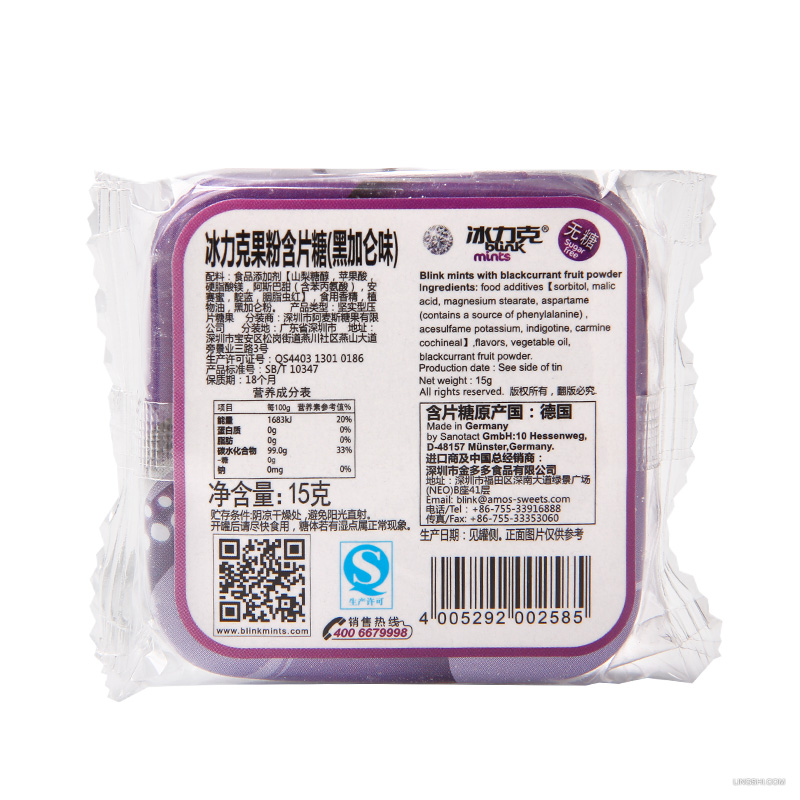 冰力克果粉含片糖(黑加仑味)
配料：食品添加剂【山梨糖醇，苹果酸，
硬脂酸镁，阿斯巴甜（含苯丙氨酸），安
赛蜜，靛蓝，胭脂虫红】，食用香精，植
物油，黑加仑粉。 产品类型：坚实型压
片糖果 分装商：深圳市阿麦斯糖果有限
公司 分装地：广东省深圳市 地址：
深圳市宝安区松岗街道燕川社区燕山大道
旁景业三路3号
生产许可证号：QS4403 1301 0186
产品标准号：SB/T 10347
保质期：18个月
营养成分表
项目 每100g 营养素参考值%
能量 1683kJ 20%
蛋白质 0g 0%
脂肪 0g 0%
碳水化合物 99.0g 33%
-糖 0g
钠 0mg 0%
净含量：15克
贮存条件:阴凉干燥处,避免阳光直射。
开罐后请尽快食用，糖体若有湿点属正常现象。
www.blinkmints.com
S
生产许可
销售热线
400 6679998
冰力克®
BLINK
mints
无糖
Sugar
free
Blink mints with blackcurrant fruit powder
Ingredients: food additives【sorbitol, malic
acid, magnesium stearate, aspartame
(contains a source of phenylalanine) ,
acesulfame potassium, indigotine, carmine
cochineal】,flavors, vegetable oil,
blackcurrant fruit powder.
Production date : See side of tin
Net weight : 15g
All rights reserved. 版权所有，翻版必究.
含片糖原产国：德国
Made in Germany
by Sanotact GmbH:10 Hessenweg,
D-48157 Münster,Germany.
进口商及中国总经销商：
深圳市金多多食品有限公司
地址：深圳市福田区深南大道绿景广场
(NEO)B座41层
Email: blink@amos-sweets.com
电话/Tel : +86-755-33916888
传真/Fax: +86-755-33353060
生产日期：见罐侧。正面图片仅供参考
4 005292 002585
LINGSHI.COM